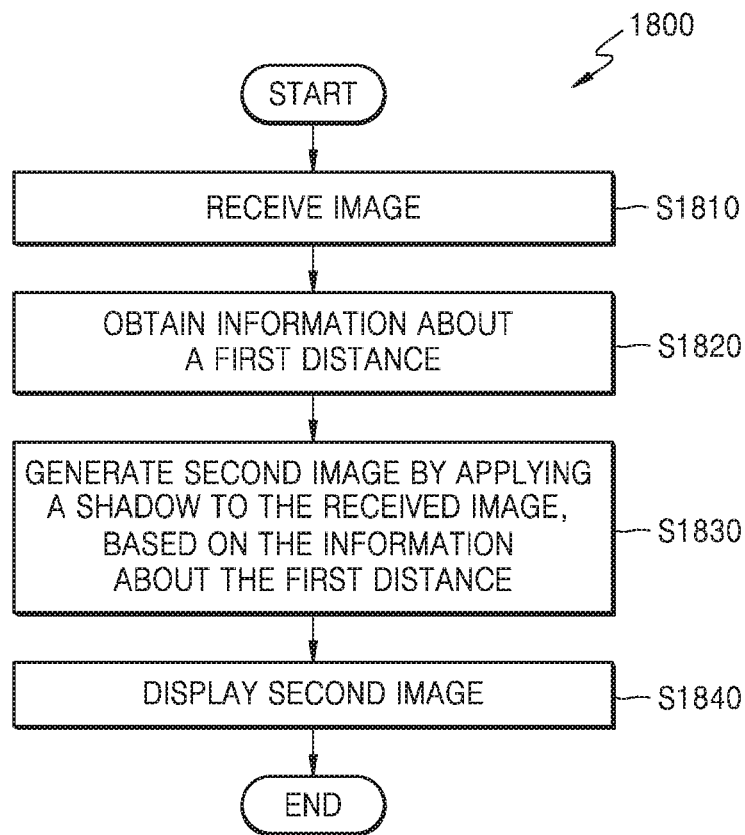 1800
START
RECEIVE IMAGE
S1810
OBTAIN INFORMATION ABOUT
A FIRST DISTANCE
S1820
GENERATE SECOND IMAGE BY APPLYING
A SHADOW TO THE RECEIVED IMAGE,
BASED ON THE INFORMATION
ABOUT THE FIRST DISTANCE
S1830
DISPLAY SECOND IMAGE
S1840
END